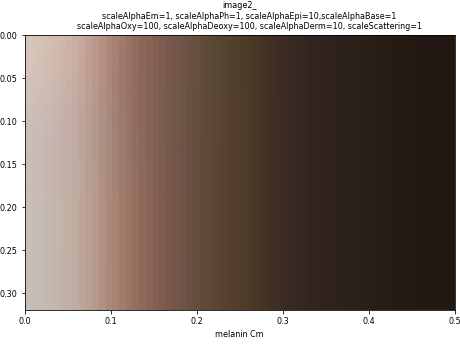 image2_
scaleAlphaEm=1, scaleAlphaPh=1, scaleAlphaEpi=10,scaleAlphaBase=1
scaleAlphaOxy=100, scaleAlphaDeoxy=100, scaleAlphaDerm=10, scaleScattering=1
0.00
0.05
0.10
0.15
0.20
0.25
0.30
0.0 0.1 0.2 0.3 0.4 0.5
melanin Cm